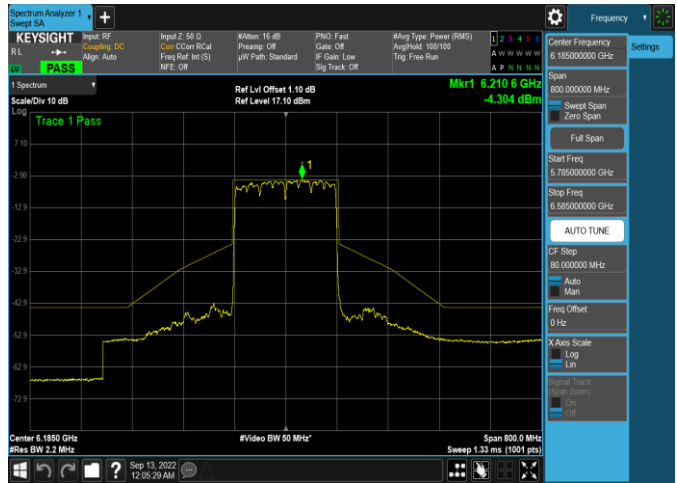 Spectrum Analyzer 1
Swept SA
Frequency
KEYSIGHT
RL
PASS
Input: RF
Coupling: DC
Align: Auto
Input Z: 50 Ω
Corr CCorr RCal
Freq Ref: Int (S)
NFE: Off
#Atten: 16 dB
Preamp: Off
µW Path: Standard
PNO: Fast
Gate: Off
IF Gain: Low
Sig Track: Off
#Avg Type: Power (RMS)
Avg|Hold: 100/100
Trig: Free Run
1 2 3 4 5 6
A W W W W W
A P N N N N
1 Spectrum
Scale/Div 10 dB
Log
Ref Lvl Offset 1.10 dB
Ref Level 17.10 dBm
Mkr1 6.210 6 GHz
-4.304 dBm
Trace 1 Pass
1
7.10
-2.90
-12.9
-22.9
-32.9
-42.9
-52.9
-62.9
-72.9
Center 6.1850 GHz
#Res BW 2.2 MHz
#Video BW 50 MHz*
Span 800.0 MHz
Sweep 1.33 ms (1001 pts)
Center Frequency
6.185000000 GHz
Settings
Span
800.000000 MHz
Swept Span
Zero Span
Full Span
Start Freq
5.785000000 GHz
Stop Freq
6.585000000 GHz
AUTO TUNE
CF Step
80.000000 MHz
Auto
Man
Freq Offset
0 Hz
X Axis Scale
Log
Lin
Signal Track
(Span Zoom)
On
Off
?
Sep 13, 2022
12:05:29 AM